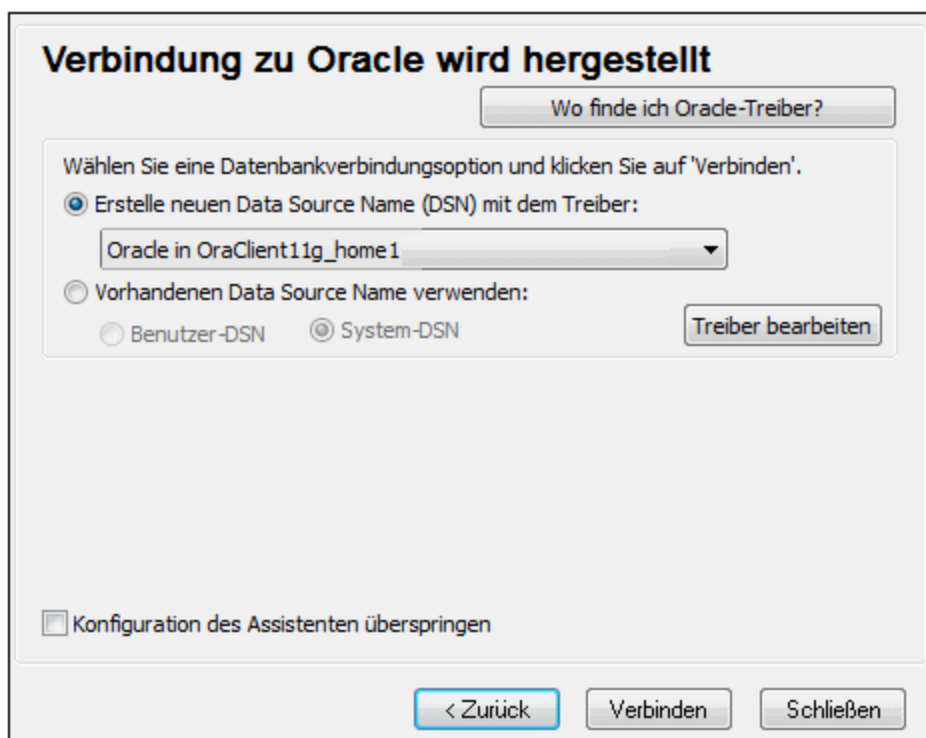 Verbindung zu Oracle wird hergestellt
Wo finde ich Oracle-Treiber?
Wählen Sie eine Datenbankverbindungsoption und klicken Sie auf 'Verbinden'.
Erstelle neuen Data Source Name (DSN) mit dem Treiber:
Oracle in OraClient11g_home1
Vorhandenen Data Source Name verwenden:
Benutzer-DSN System-DSN Treiber bearbeiten
Konfiguration des Assistenten überspringen
< Zurück Verbinden Schließen